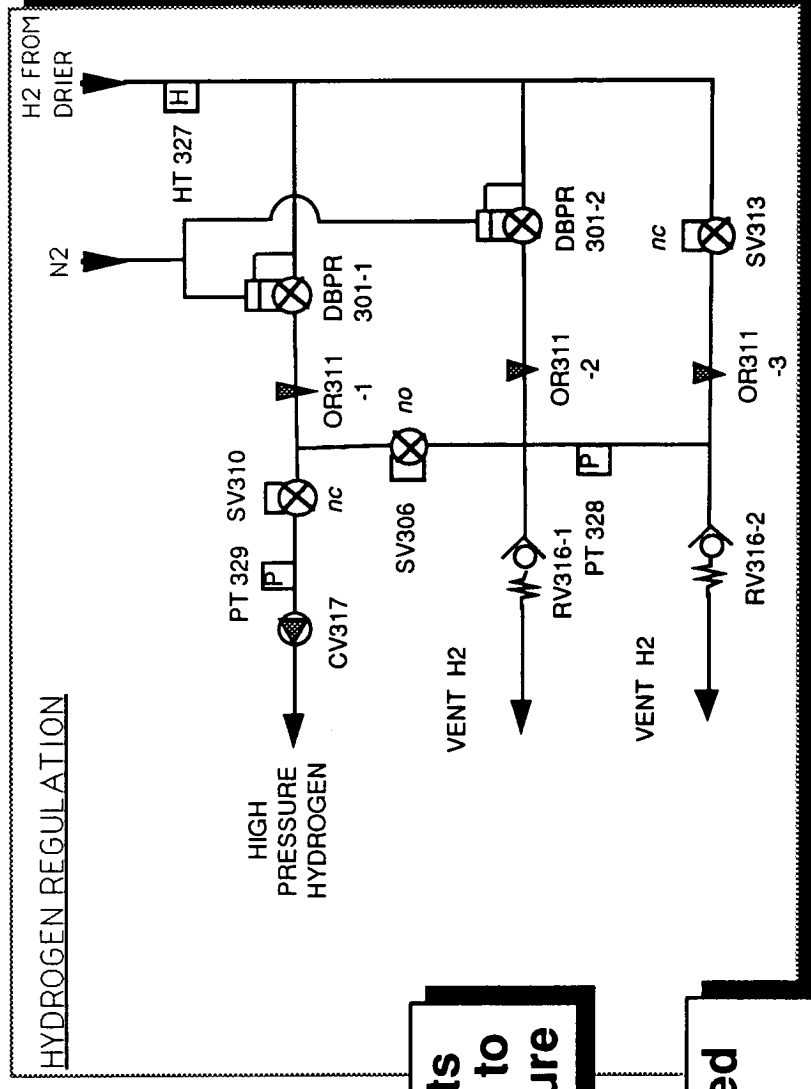 HYDROGEN REGULATION
H2 FROM
DRIER
HT 327
H
N2
DBPR
301-1
OR311
-1
SV310
nc
PT 329
P
CV317
HIGH
PRESSURE
HYDROGEN
no
SV306
DBPR
301-2
OR311
-2
PT 328
P
RV316-1
VENT H2
nc
SV313
OR311
-3
RV316-2
VENT H2
ts
to
ure
ed